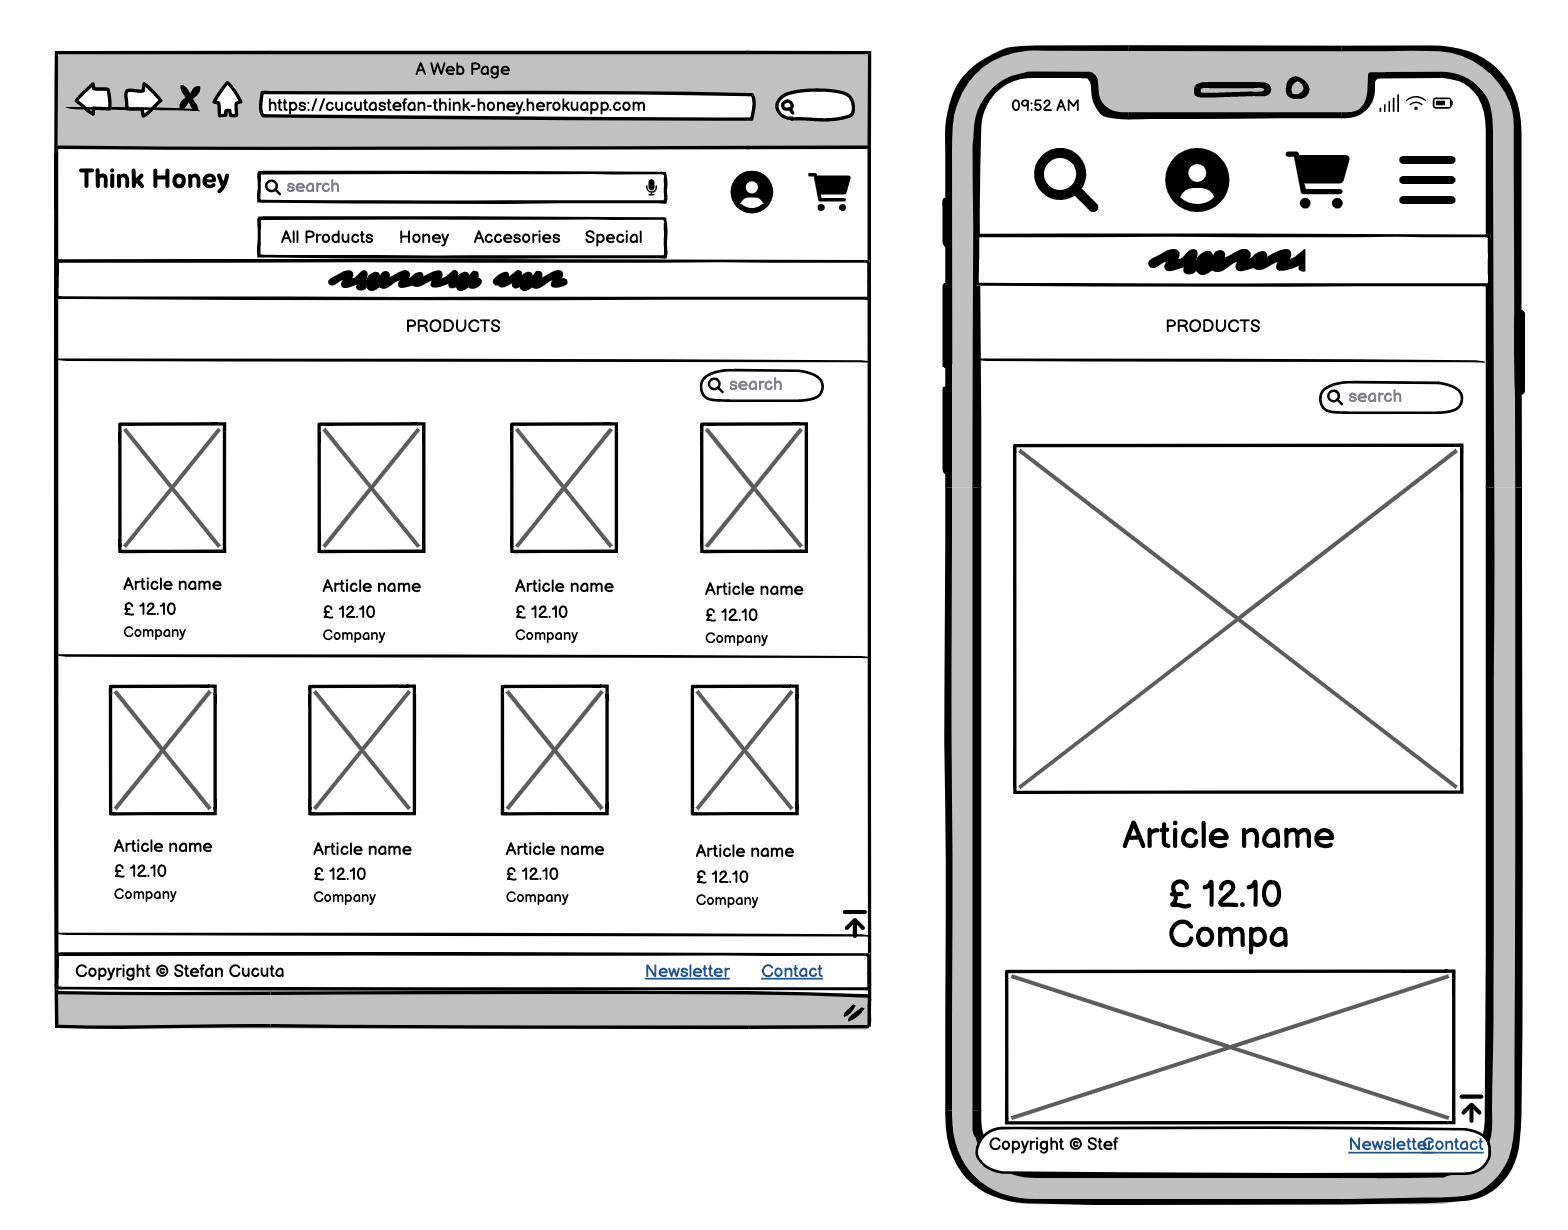 A Web Page
https://cucutastefan-think-honey.herokuapp.com
Think Honey
search
All Products Honey Accesories Special
PRODUCTS
search
Article name Article name Article name Article name
£ 12.10 £ 12.10 £ 12.10 £ 12.10
Company Company Company Company
Article name Article name Article name Article name
£ 12.10 £ 12.10 £ 12.10 £ 12.10
Company Company Company Company
Copyright © Stefan Cucuta Newsletter Contact
09:52 AM
PRODUCTS
search
Article name
£ 12.10
Compa
Copyright © Stef Newsletter Contact